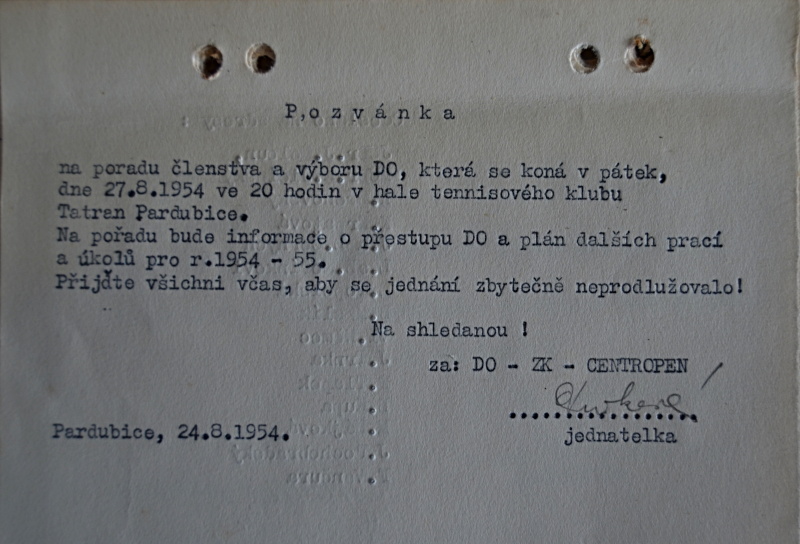 P,o z v á n k a
na poradu členstva a výboru DO, která se koná v pátek,
dne 27.8.1954 ve 20 hodin v hale tennisového klubu
Tatran Pardubice.
Na pořadu bude informace o přestupu DO a plán dalších prací
a úkolů pro r.1954 - 55.
Přijďte všichni včas, aby se jednání zbytečně neprodlužovalo!
Na shledanou !
za: DO - ZK - CENTROPEN
Pardubice, 24.8.1954.
jednatelka